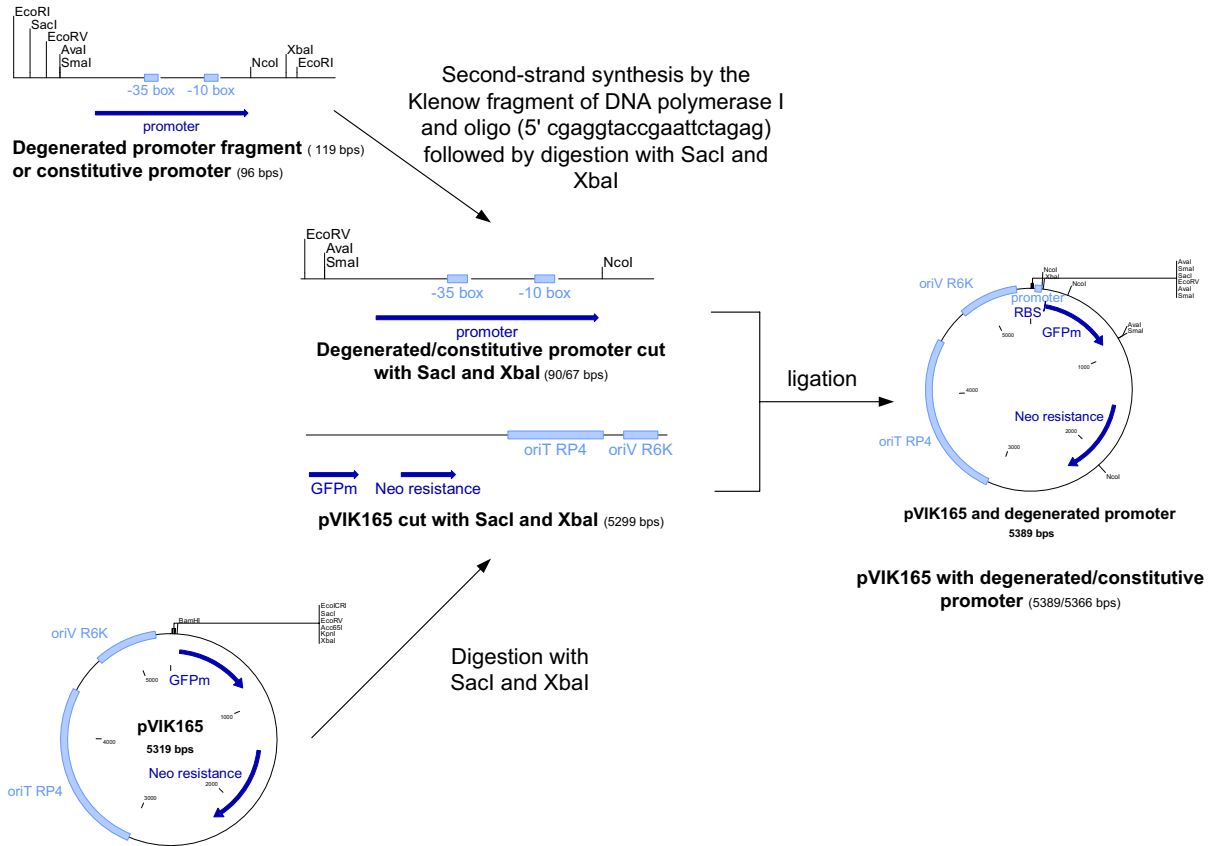 EcoRI
SacI
EcoRV
AvaI
SmaI
NcoI
XbaI
EcoRI
-35 box
-10 box
promoter
Degenerated promoter fragment ( 119 bps)
or constitutive promoter (96 bps)
Second-strand synthesis by the
Klenow fragment of DNA polymerase I
and oligo (5' cgaggtaccgaattctagag)
followed by digestion with SacI and
XbaI
EcoRV
AvaI
SmaI
NcoI
-35 box
-10 box
promoter
Degenerated/constitutive promoter cut
with SacI and XbaI (90/67 bps)
oriT RP4
oriV R6K
GFPm
Neo resistance
pVIK165 cut with SacI and XbaI (5299 bps)
ligation
AvaI
SmaI
SacI
EcoRV
AvaI
SmaI
NcoI
XbaI
NcoI
oriV R6K
promoter
RBS
GFPm
AvaI
SmaI
5000
1000
4000
Neo resistance
2000
oriT RP4
3000
NcoI
pVIK165 and degenerated promoter
5389 bps
pVIK165 with degenerated/constitutive
promoter (5389/5366 bps)
EcoICRI
SacI
EcoRV
Acc65I
KpnI
XbaI
BamHI
oriV R6K
5000
GFPm
1000
pVIK165
4000
5319 bps
Neo resistance
2000
oriT RP4
3000
Digestion with
SacI and XbaI